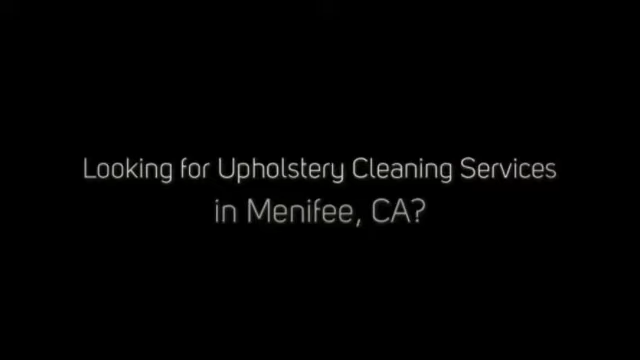 Looking for Upholstery Cleaning Services
in Menifee, CA?